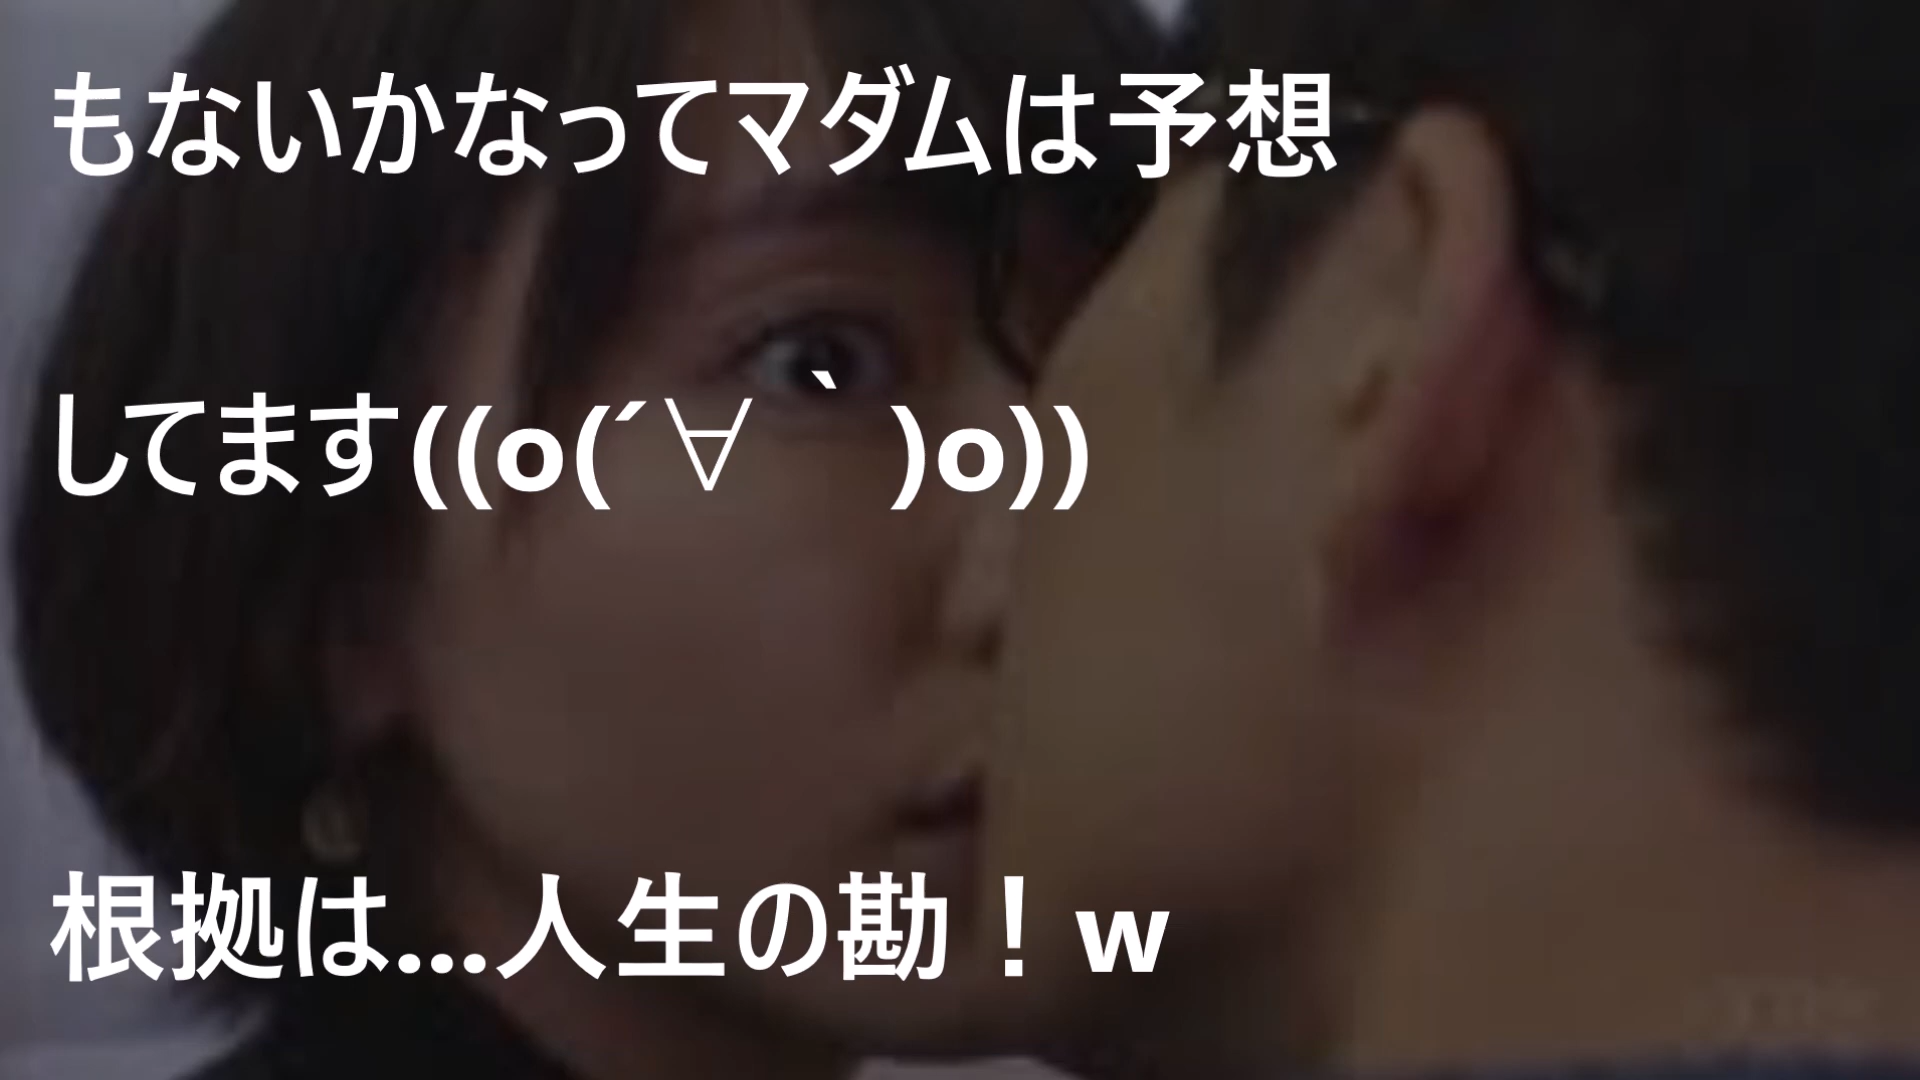 もないかなってマダムは予想
してます((o(´∀｀)o))
根拠は...人生の勘！w